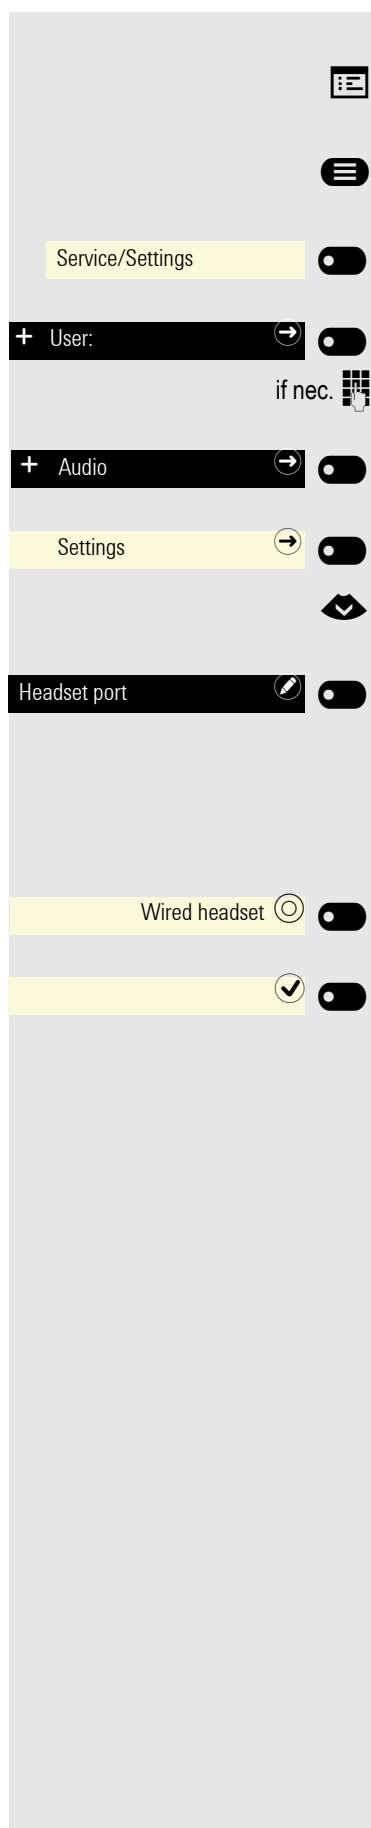 Service/Settings
+ User:
if nec.
+ Audio
Settings
Headset port
Wired headset